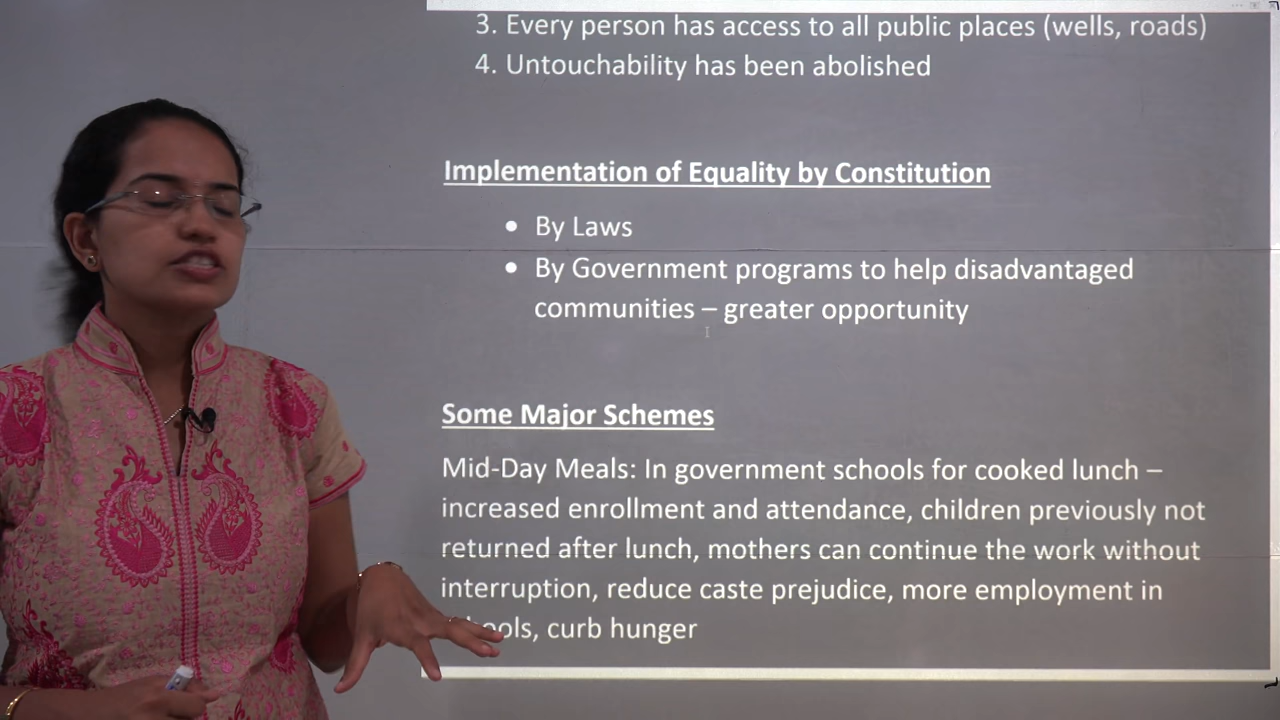 3. Every person has access to all public places (wells, roads)
4. Untouchability has been abolished
Implementation of Equality by Constitution
• By Laws
• By Government programs to help disadvantaged
communities – greater opportunity
Some Major Schemes
Mid-Day Meals: In government schools for cooked lunch –
increased enrollment and attendance, children previously not
returned after lunch, mothers can continue the work without
interruption, reduce caste prejudice, more employment in
curb hunger